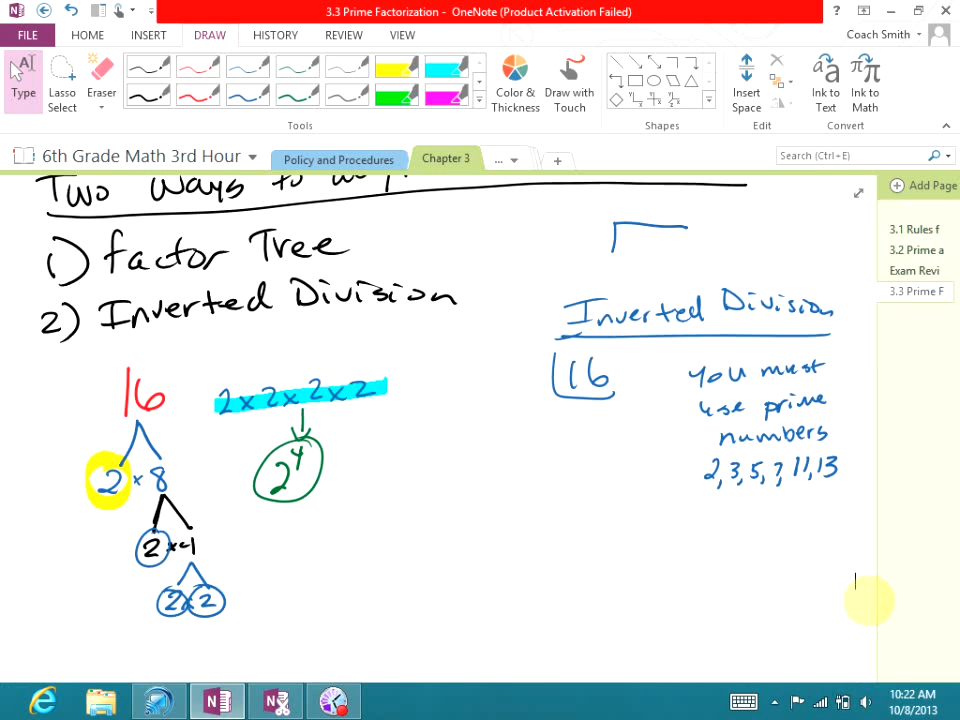 3.3 Prime Factorization - OneNote (Product Activation Failed)
FILE HOME INSERT DRAW HISTORY REVIEW VIEW
Coach Smith
Type
Lasso Select
Eraser
Color & Thickness
Draw with Touch
Insert Space
Ink to Text
Ink to Math
Tools Shapes Edit Convert
6th Grade Math 3rd Hour
Policy and Procedures
Chapter 3
...
Search (Ctrl+E)
Add Page
3.1 Rules f
3.2 Prime a
Exam Revi
3.3 Prime F
Two Ways to
1) Factor Tree
2) Inverted Division
16
2 x 8
2 x 4
2 x 2
2 x 2 x 2 x 2
2^4
Inverted Division
16
you must
use prime
numbers
2, 3, 5, 7, 11, 13
10:22 AM
10/8/2013